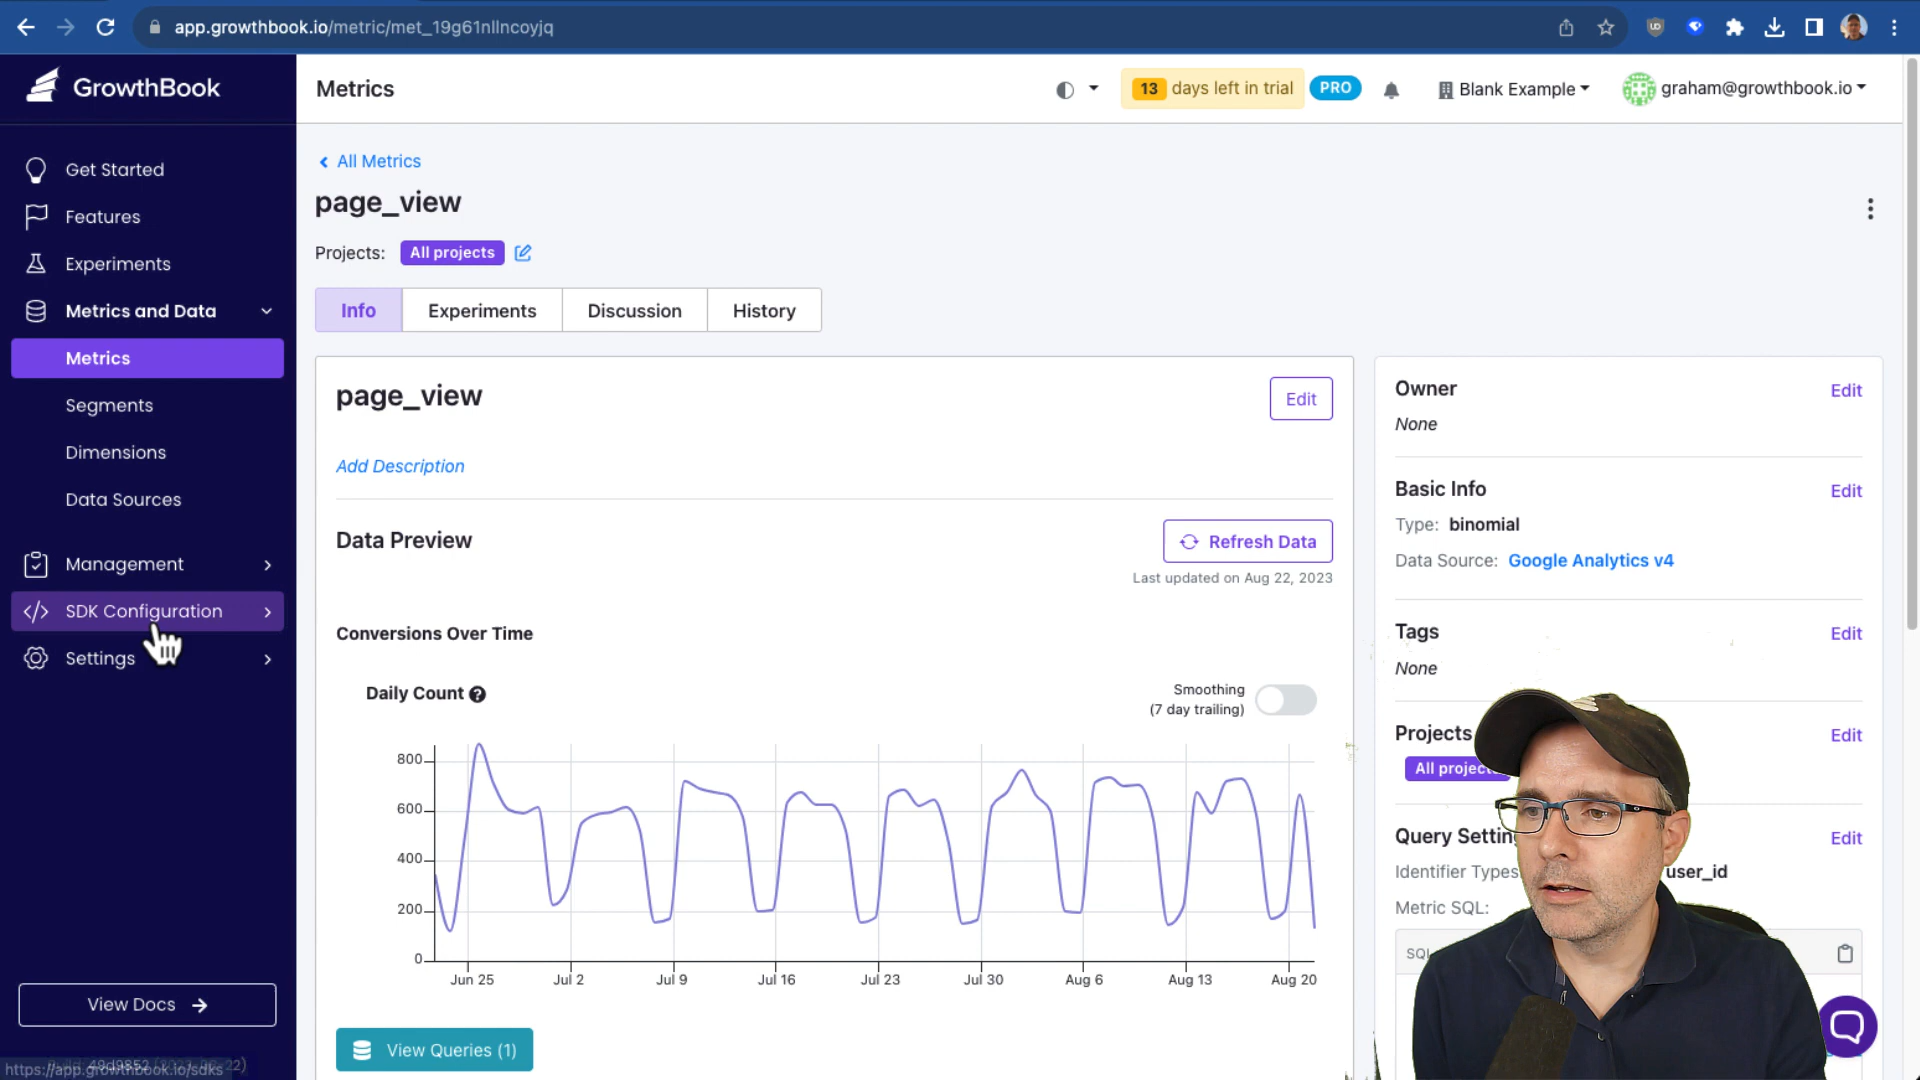 app.growthbook.io/metric/met_19g61nllncoyjq
GrowthBook
Metrics
13 days left in trial
PRO
Blank Example
graham@growthbook.io
Get Started
Features
Experiments
Metrics and Data
Metrics
Segments
Dimensions
Data Sources
Management
SDK Configuration
Settings
View Docs
https://app.growthbook.io/sdks
All Metrics
page_view
Projects: All projects
Info
Experiments
Discussion
History
page_view
Edit
Add Description
Data Preview
Refresh Data
Last updated on Aug 22, 2023
Conversions Over Time
Daily Count
Smoothing
(7 day trailing)
800
600
400
200
0
Jun 25
Jul 2
Jul 9
Jul 16
Jul 23
Jul 30
Aug 6
Aug 13
Aug 20
View Queries (1)
Owner
Edit
None
Basic Info
Edit
Type: binomial
Data Source: Google Analytics v4
Tags
Edit
None
Projects
Edit
All
Query
Edit
Identifier Types
user_id
Metric SQL: